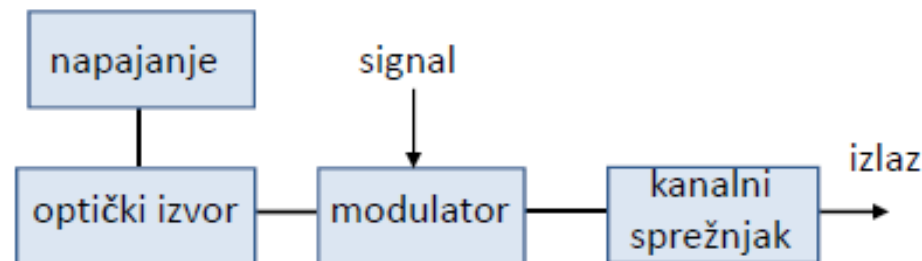 napajanje
signal
optički izvor
modulator
kanalni
sprežnjak
izlaz